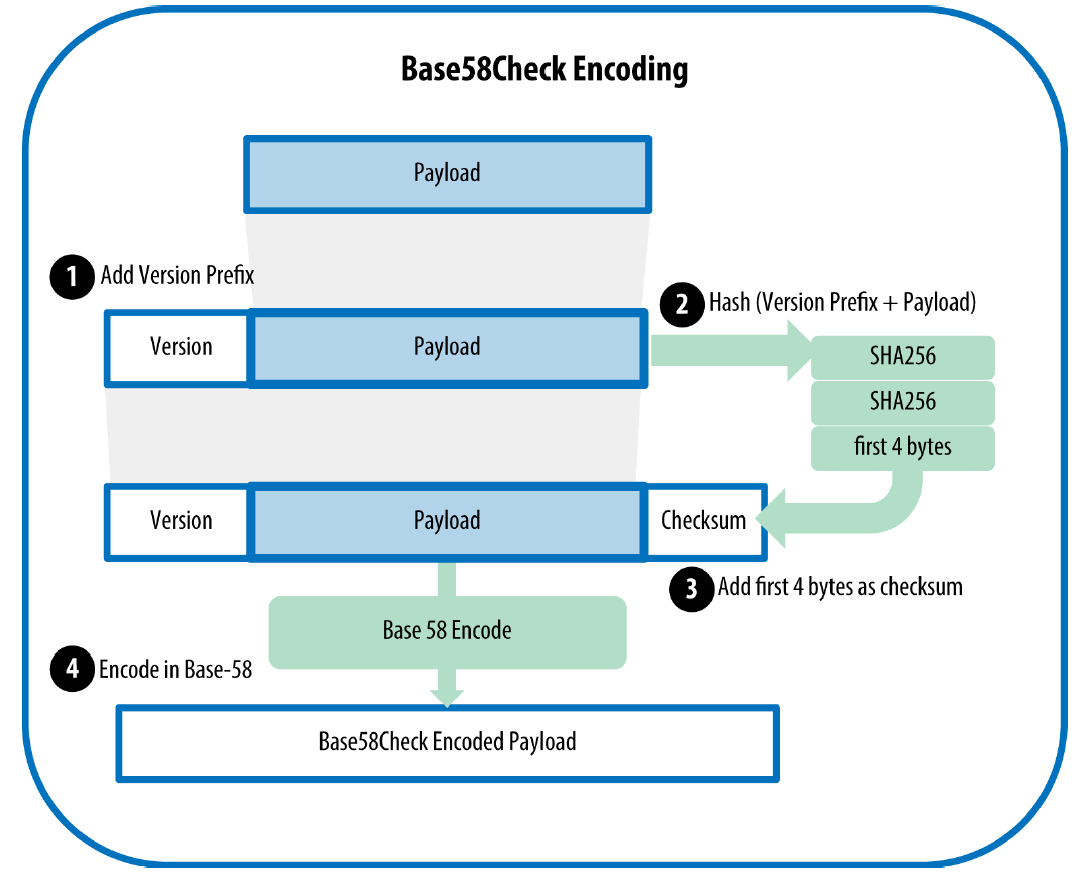 Base58Check Encoding
Payload
1 Add Version Prefix
2 Hash (Version Prefix + Payload)
Version Payload
SHA256
SHA256
first 4 bytes
Version Payload Checksum
3 Add first 4 bytes as checksum
Base 58 Encode
4 Encode in Base-58
Base58Check Encoded Payload